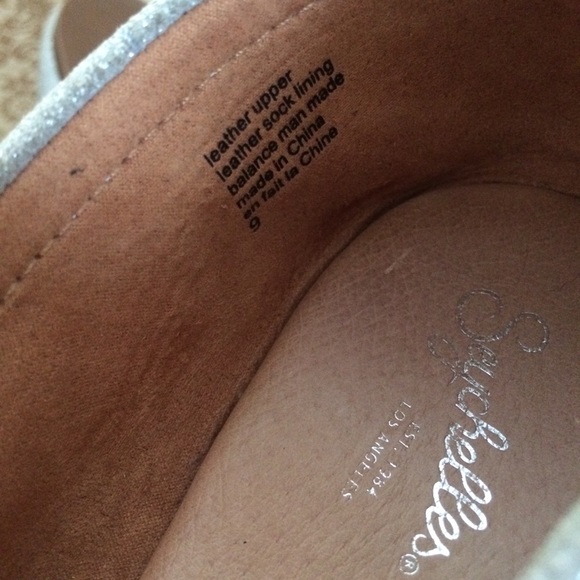 leather upper
leather sock lining
balance man made
made in China
en fait la Chine
9
Seychelles®
EST. 1984
LOS ANGELES